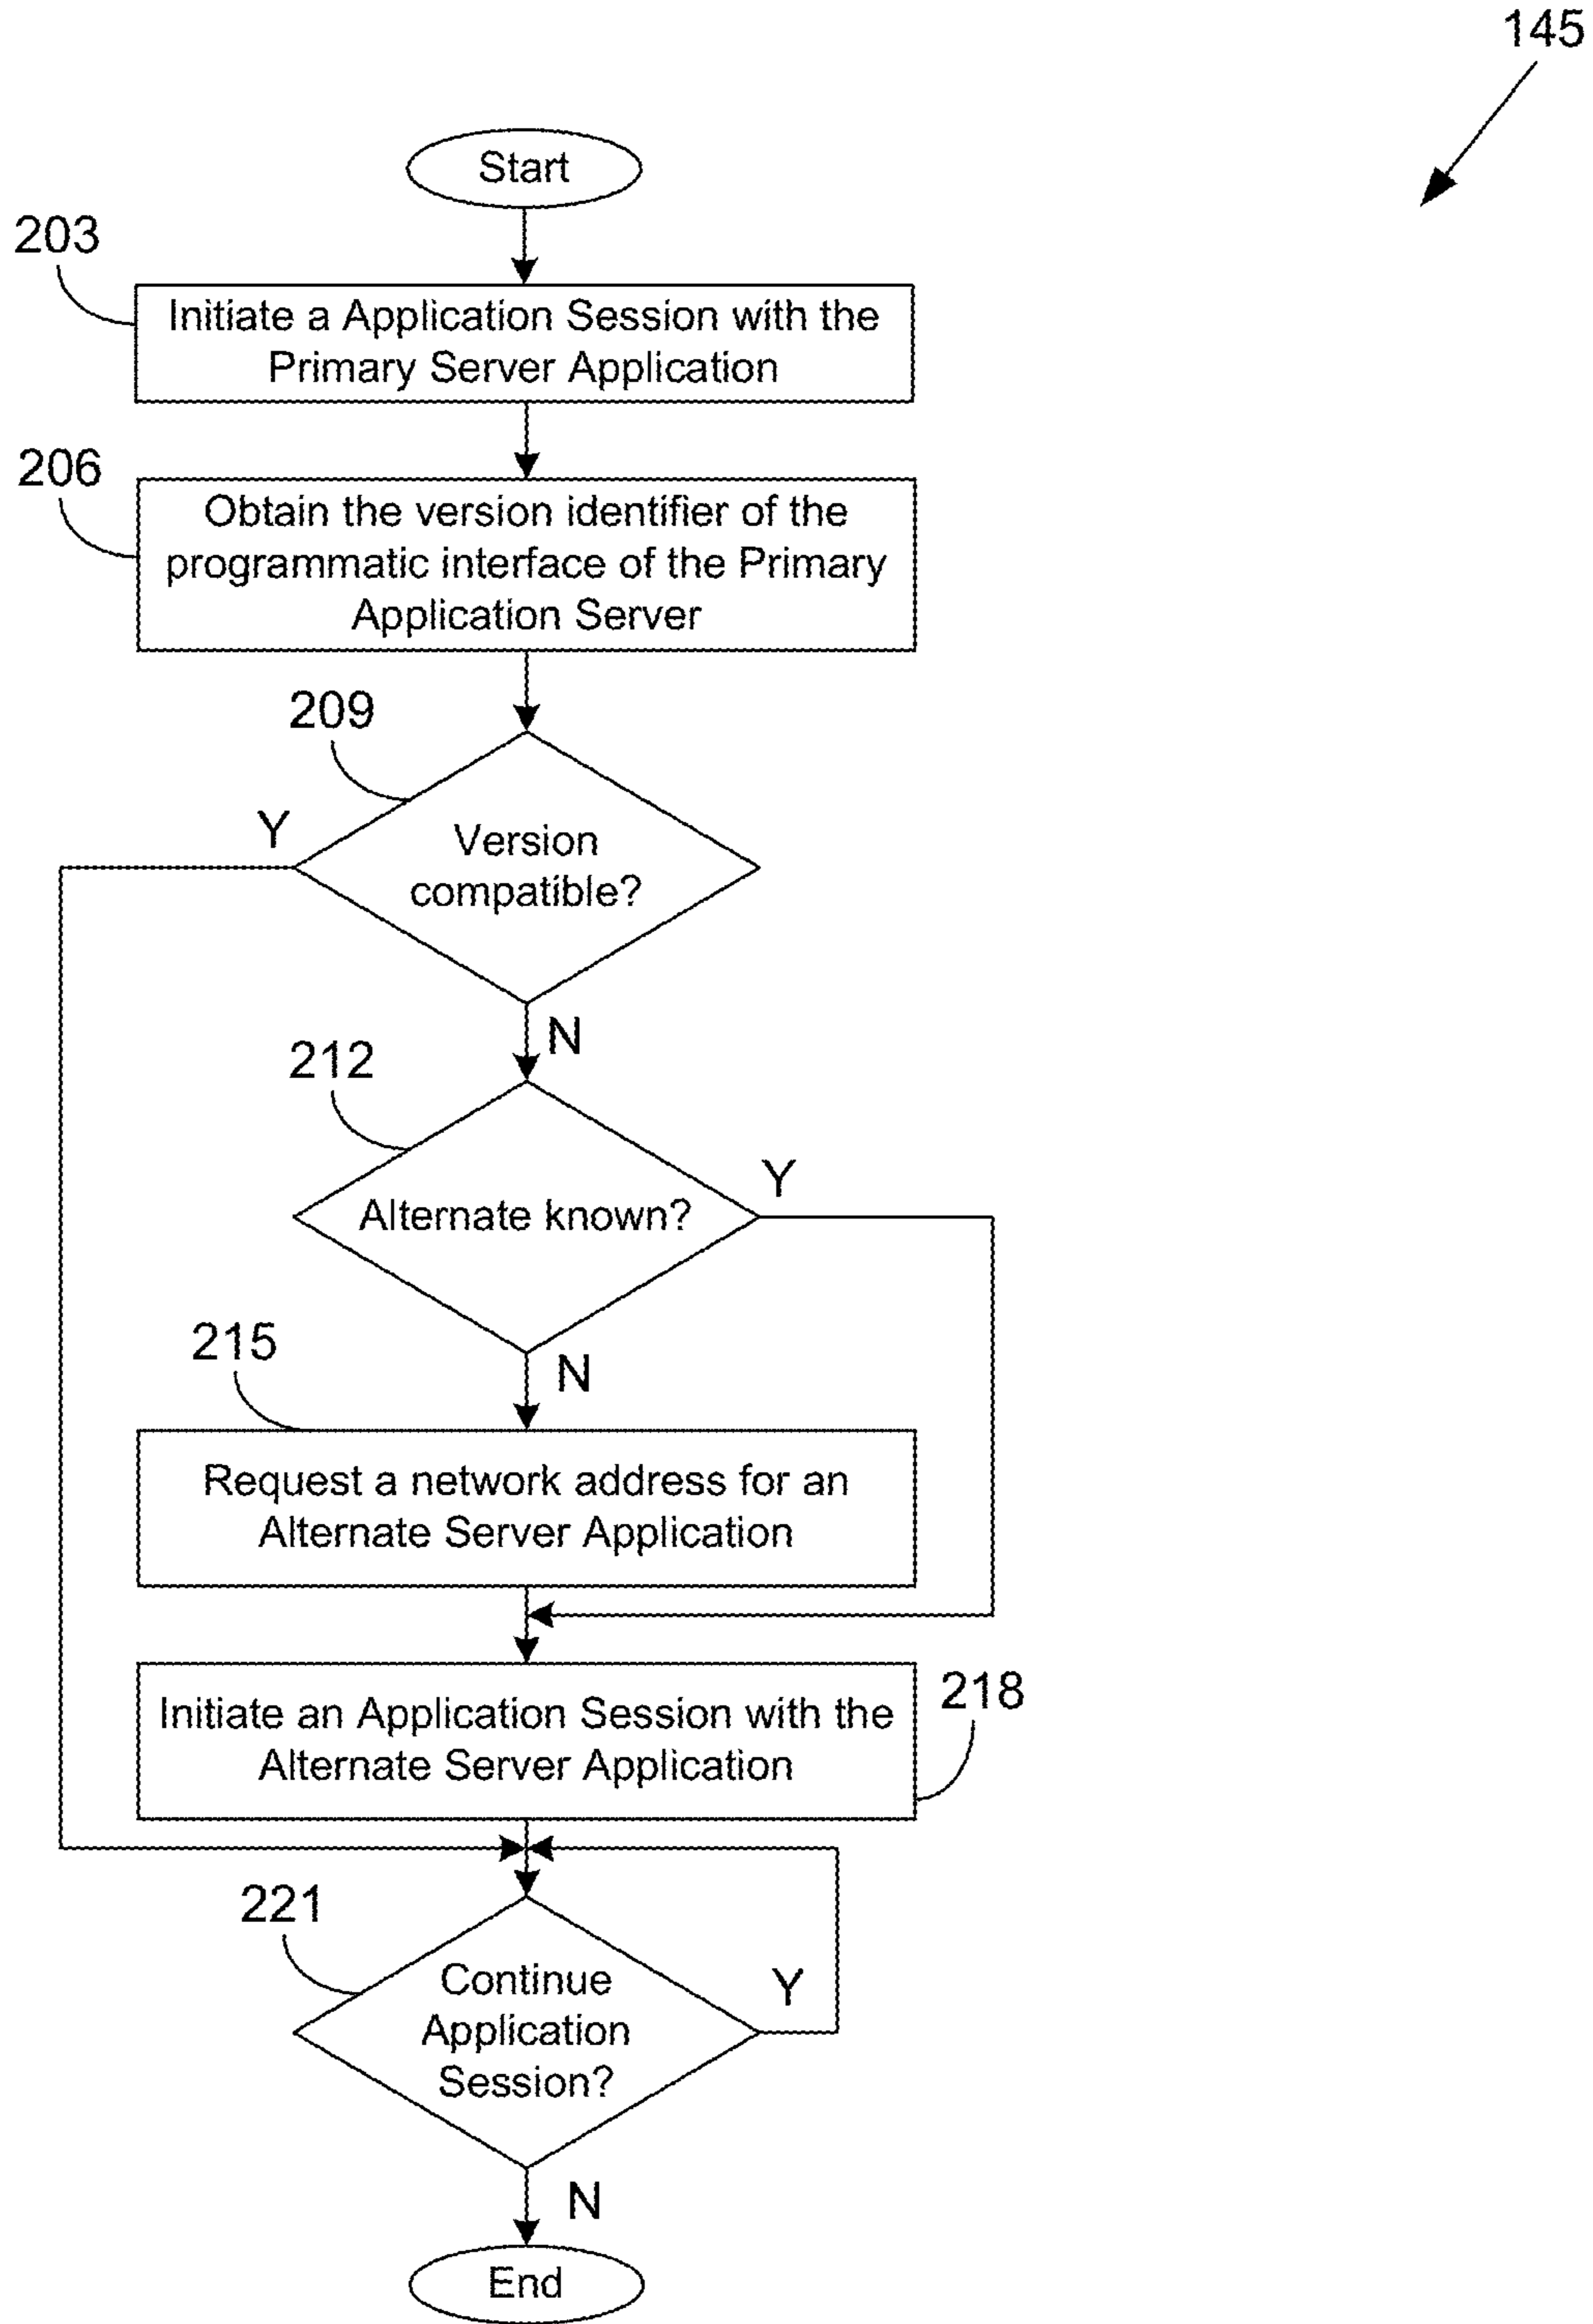 145
Start
203
Initiate a Application Session with the
Primary Server Application
206
Obtain the version identifier of the
programmatic interface of the Primary
Application Server
209
Y
Version
compatible?
N
212
Y
Alternate known?
215
N
Request a network address for an
Alternate Server Application
218
Initiate an Application Session with the
Alternate Server Application
221
Continue
Application
Session?
Y
N
End